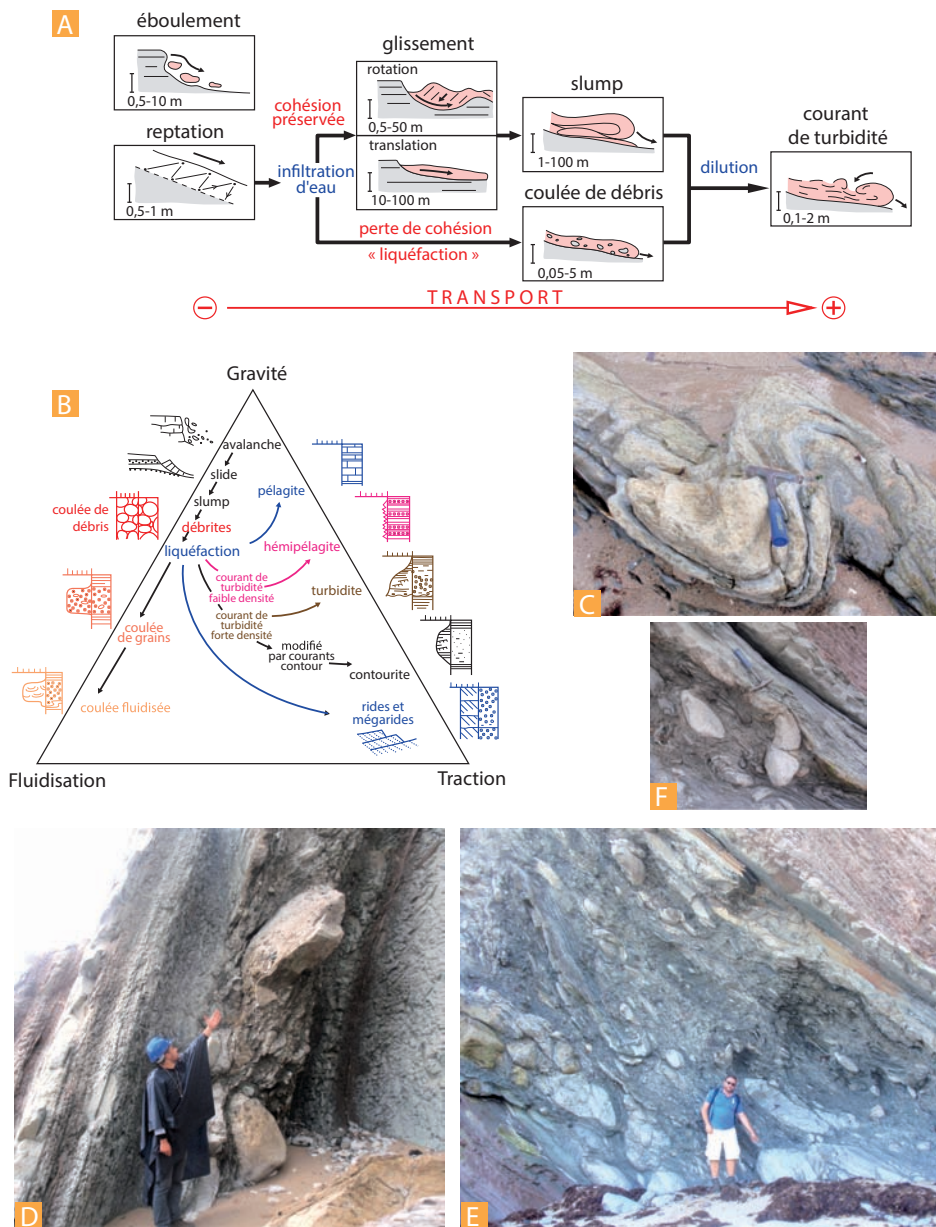 A
éboulement
0,5-10 m
reptation
0,5-1 m
cohésion
préservée
infiltration
d'eau
glissement
rotation
0,5-50 m
translation
10-100 m
perte de cohésion
« liquéfaction »
slump
1-100 m
coulée de débris
0,05-5 m
dilution
courant
de turbidité
0,1-2 m
−
TRANSPORT
+
B
Gravité
avalanche
slide
slump
débrites
liquéfaction
coulée de
débris
pélagite
hémipélagite
courant de
turbidité
faible densité
turbidite
courant de
turbidité
forte densité
coulée
de grains
modifié
par courants
contour
contourite
coulée fluidisée
rides et
mégarides
Fluidisation
Traction
C
F
D
E